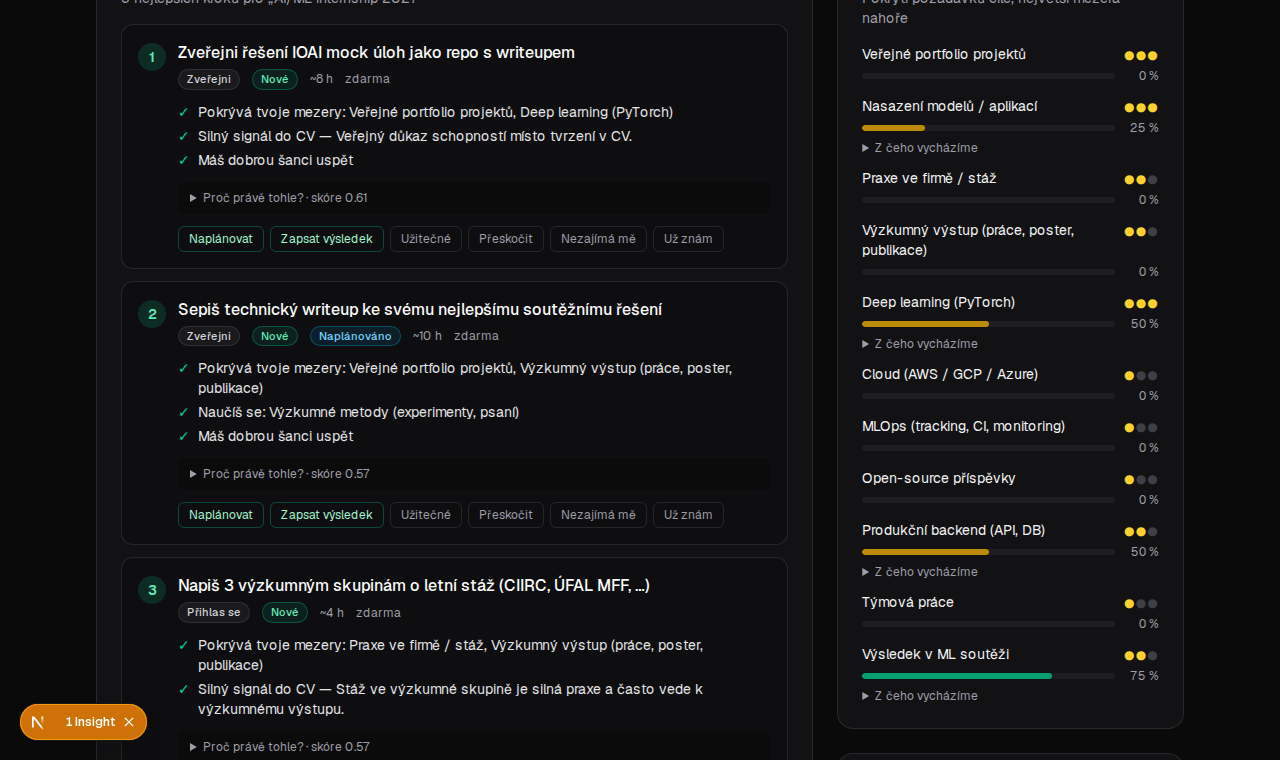 1
Zveřejni řešení IOAI mock úloh jako repo s writeupem
Zveřejni Nové ~8 h zdarma
✓ Pokrývá tvoje mezery: Veřejné portfolio projektů, Deep learning (PyTorch)
✓ Silný signál do CV — Veřejný důkaz schopností místo tvrzení v CV.
✓ Máš dobrou šanci uspět
▶ Proč právě tohle? · skóre 0.61
Naplánovat Zapsat výsledek Užitečné Přeskočit Nezajímá mě Už znám
2
Sepiš technický writeup ke svému nejlepšímu soutěžnímu řešení
Zveřejni Nové Naplánováno ~10 h zdarma
✓ Pokrývá tvoje mezery: Veřejné portfolio projektů, Výzkumný výstup (práce, poster,
publikace)
✓ Naučíš se: Výzkumné metody (experimenty, psaní)
✓ Máš dobrou šanci uspět
▶ Proč právě tohle? · skóre 0.57
Naplánovat Zapsat výsledek Užitečné Přeskočit Nezajímá mě Už znám
3
Napiš 3 výzkumným skupinám o letní stáž (CIIRC, ÚFAL MFF, …)
Přihlas se Nové ~4 h zdarma
✓ Pokrývá tvoje mezery: Praxe ve firmě / stáž, Výzkumný výstup (práce, poster,
publikace)
✓ Silný signál do CV — Stáž ve výzkumné skupině je silná praxe a často vede k
výzkumnému výstupu.
▶ Proč právě tohle? · skóre 0.57
1 Insight
nahoře
Veřejné portfolio projektů
0 %
Nasazení modelů / aplikací
25 %
▶ Z čeho vycházíme
Praxe ve firmě / stáž
0 %
Výzkumný výstup (práce, poster,
publikace)
0 %
Deep learning (PyTorch)
50 %
▶ Z čeho vycházíme
Cloud (AWS / GCP / Azure)
0 %
MLOps (tracking, CI, monitoring)
0 %
Open-source příspěvky
0 %
Produkční backend (API, DB)
50 %
▶ Z čeho vycházíme
Týmová práce
0 %
Výsledek v ML soutěži
75 %
▶ Z čeho vycházíme